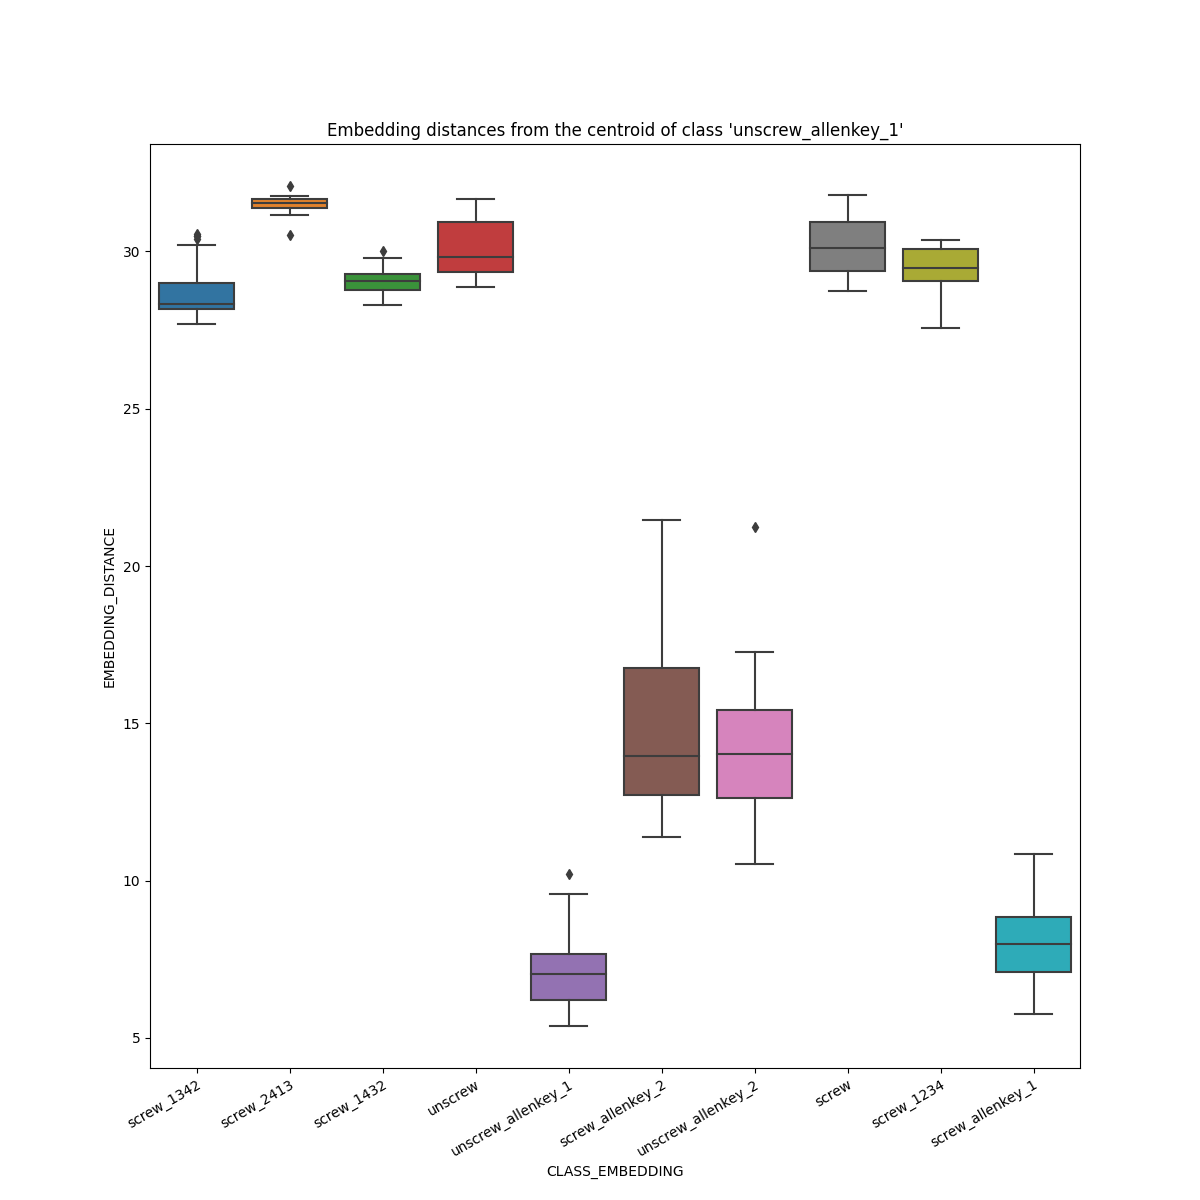 Embedding distances from the centroid of class 'unscrew_allenkey_1'
EMBEDDING_DISTANCE
30
25
20
15
10
5
screw_1342
screw_2413
screw_1432
unscrew
unscrew_allenkey_1
screw_allenkey_2
unscrew_allenkey_2
screw
screw_1234
screw_allenkey_1
CLASS_EMBEDDING